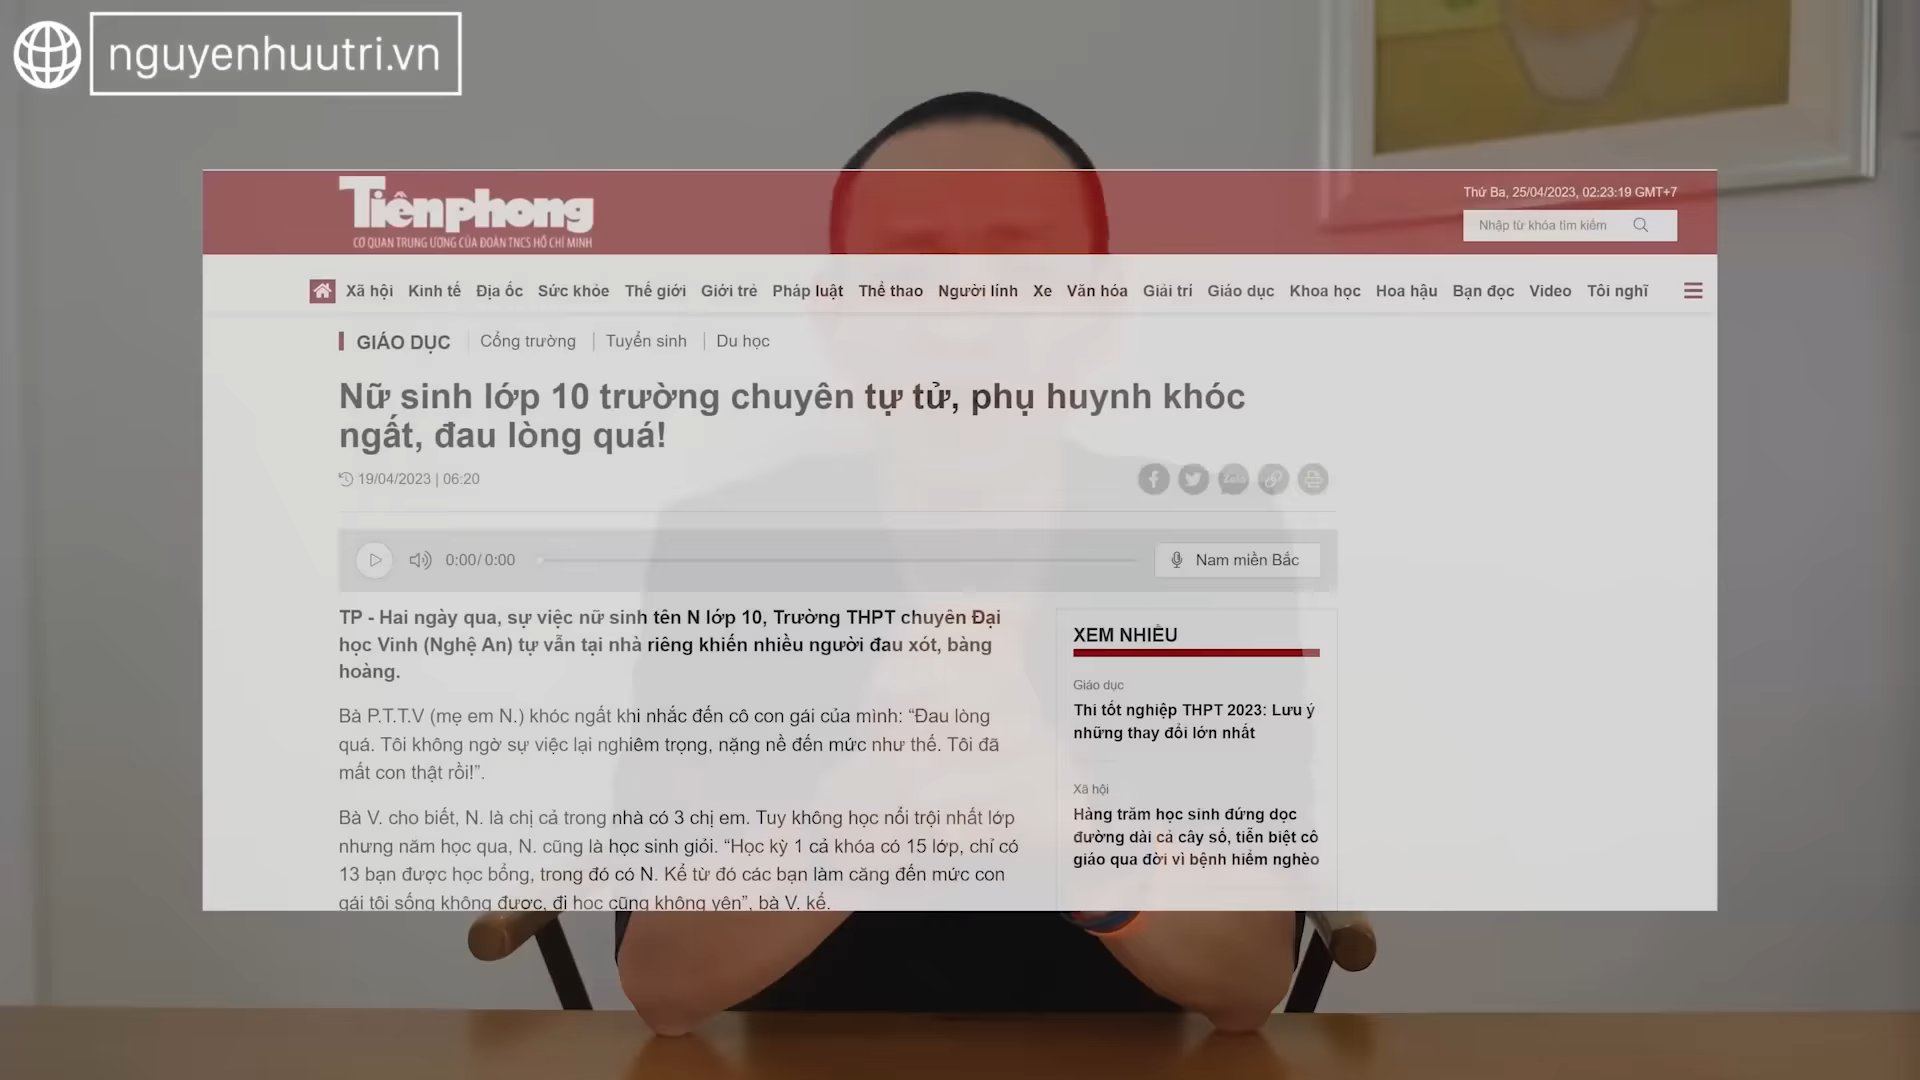 nguyenhuutri.vn
Tiênphong
CƠ QUAN TRUNG ƯƠNG CỦA ĐOÀN TNCS HỒ CHÍ MINH
Thứ Ba, 25/04/2023, 02:23:19 GMT+7
Nhập từ khóa tìm kiếm
Xã hội Kinh tế Địa ốc Sức khỏe Thế giới Giới trẻ Pháp luật Thể thao Người lính Xe Văn hóa Giải trí Giáo dục Khoa học Hoa hậu Bạn đọc Video Tôi nghĩ
GIÁO DỤC Cổng trường Tuyển sinh Du học
Nữ sinh lớp 10 trường chuyên tự tử, phụ huynh khóc
ngất, đau lòng quá!
19/04/2023 | 06:20
Zalo
0:00/ 0:00
Nam miền Bắc
TP - Hai ngày qua, sự việc nữ sinh tên N lớp 10, Trường THPT chuyên Đại
học Vinh (Nghệ An) tự vẫn tại nhà riêng khiến nhiều người đau xót, bàng
hoàng.
Bà P.T.T.V (mẹ em N.) khóc ngất khi nhắc đến cô con gái của mình: “Đau lòng
quá. Tôi không ngờ sự việc lại nghiêm trọng, nặng nề đến mức như thế. Tôi đã
mất con thật rồi!”.
Bà V. cho biết, N. là chị cả trong nhà có 3 chị em. Tuy không học nổi trội nhất lớp
nhưng năm học qua, N. cũng là học sinh giỏi. “Học kỳ 1 cả khóa có 15 lớp, chỉ có
13 bạn được học bổng, trong đó có N. Kể từ đó các bạn làm căng đến mức con
gái tôi sống không được, đi học cũng không yên”, bà V. kể.
XEM NHIỀU
Giáo dục
Thi tốt nghiệp THPT 2023: Lưu ý
những thay đổi lớn nhất
Xã hội
Hàng trăm học sinh đứng dọc
đường dài cả cây số, tiễn biệt cô
giáo qua đời vì bệnh hiểm nghèo